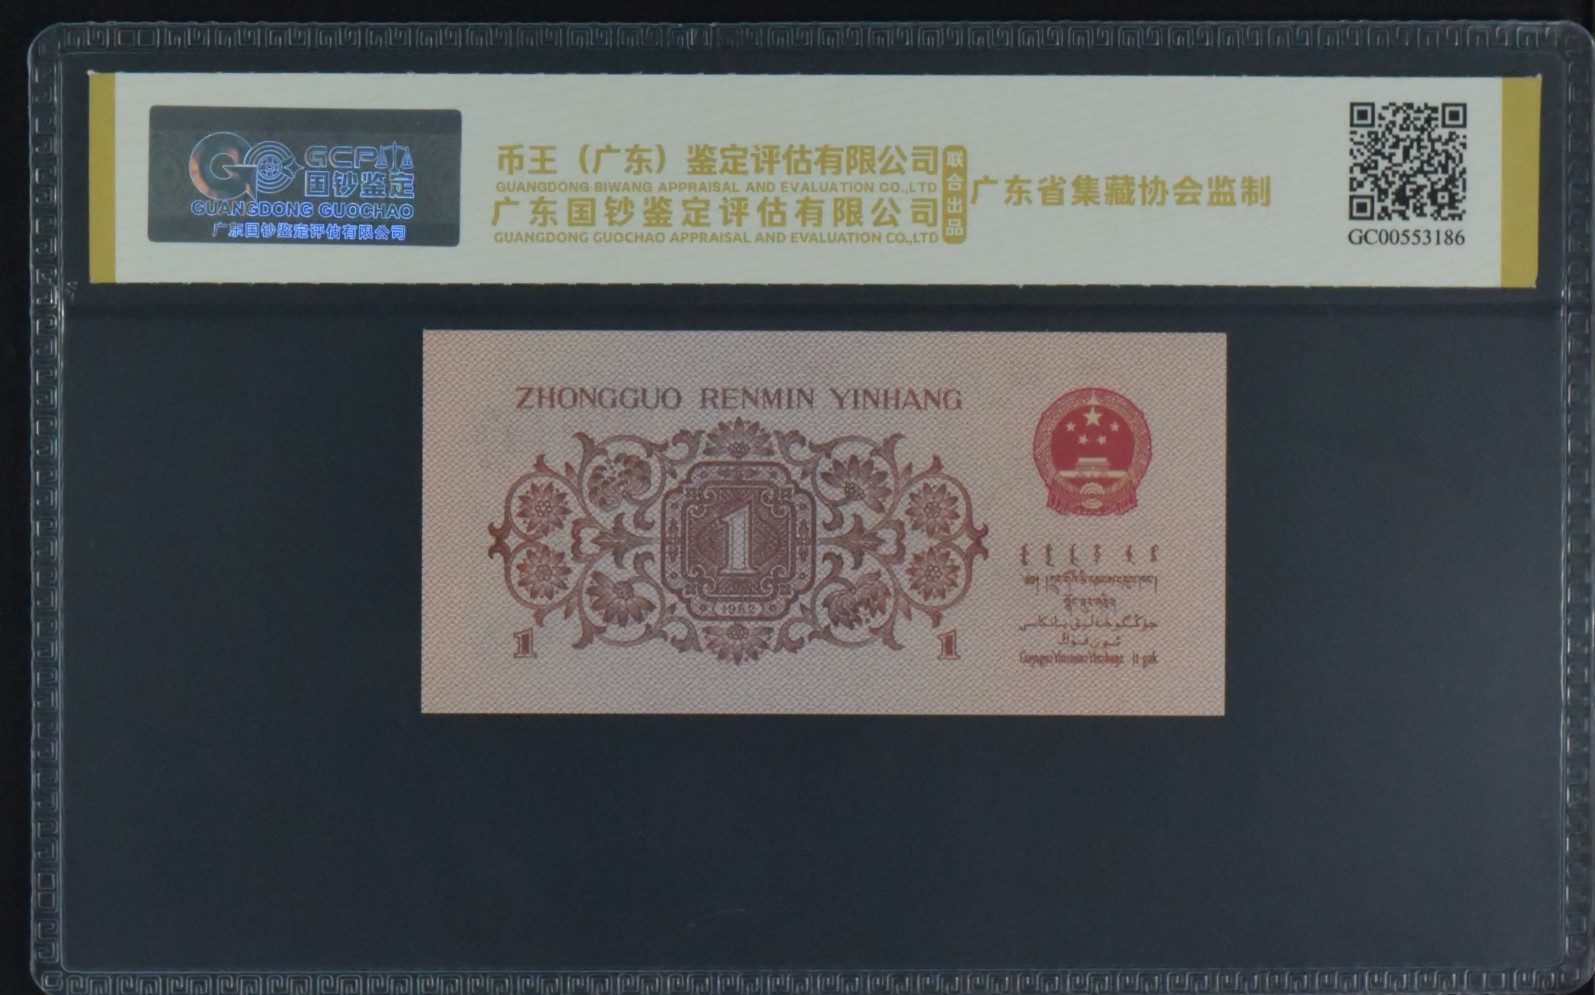 GCP
国钞鉴定
GUANGDONG GUOCHAO
广东国钞鉴定评估有限公司
币王（广东）鉴定评估有限公司
GUANGDONG BIWANG APPRAISAL AND EVALUATION CO.,LTD
广东国钞鉴定评估有限公司
GUANGDONG GUOCHAO APPRAISAL AND EVALUATION CO.,LTD
联合出品
广东省集藏协会监制
GC00553186
ZHONGGUO RENMIN YINHANG
1
(1962)
1
1